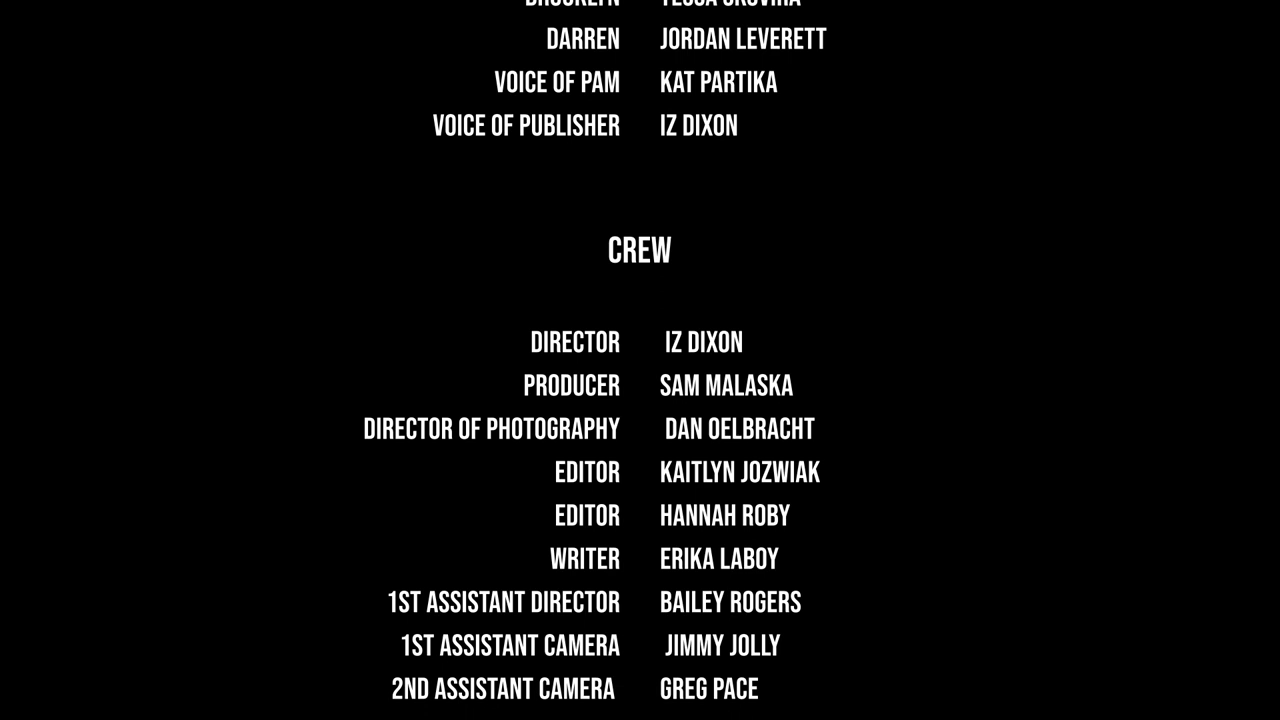 DARREN JORDAN LEVERETT
VOICE OF PAM KAT PARTIKA
VOICE OF PUBLISHER IZ DIXON
CREW
DIRECTOR IZ DIXON
PRODUCER SAM MALASKA
DIRECTOR OF PHOTOGRAPHY DAN OELBRACHT
EDITOR KAITLYN JOZWIAK
EDITOR HANNAH ROBY
WRITER ERIKA LABOY
1ST ASSISTANT DIRECTOR BAILEY ROGERS
1ST ASSISTANT CAMERA JIMMY JOLLY
2ND ASSISTANT CAMERA GREG PACE